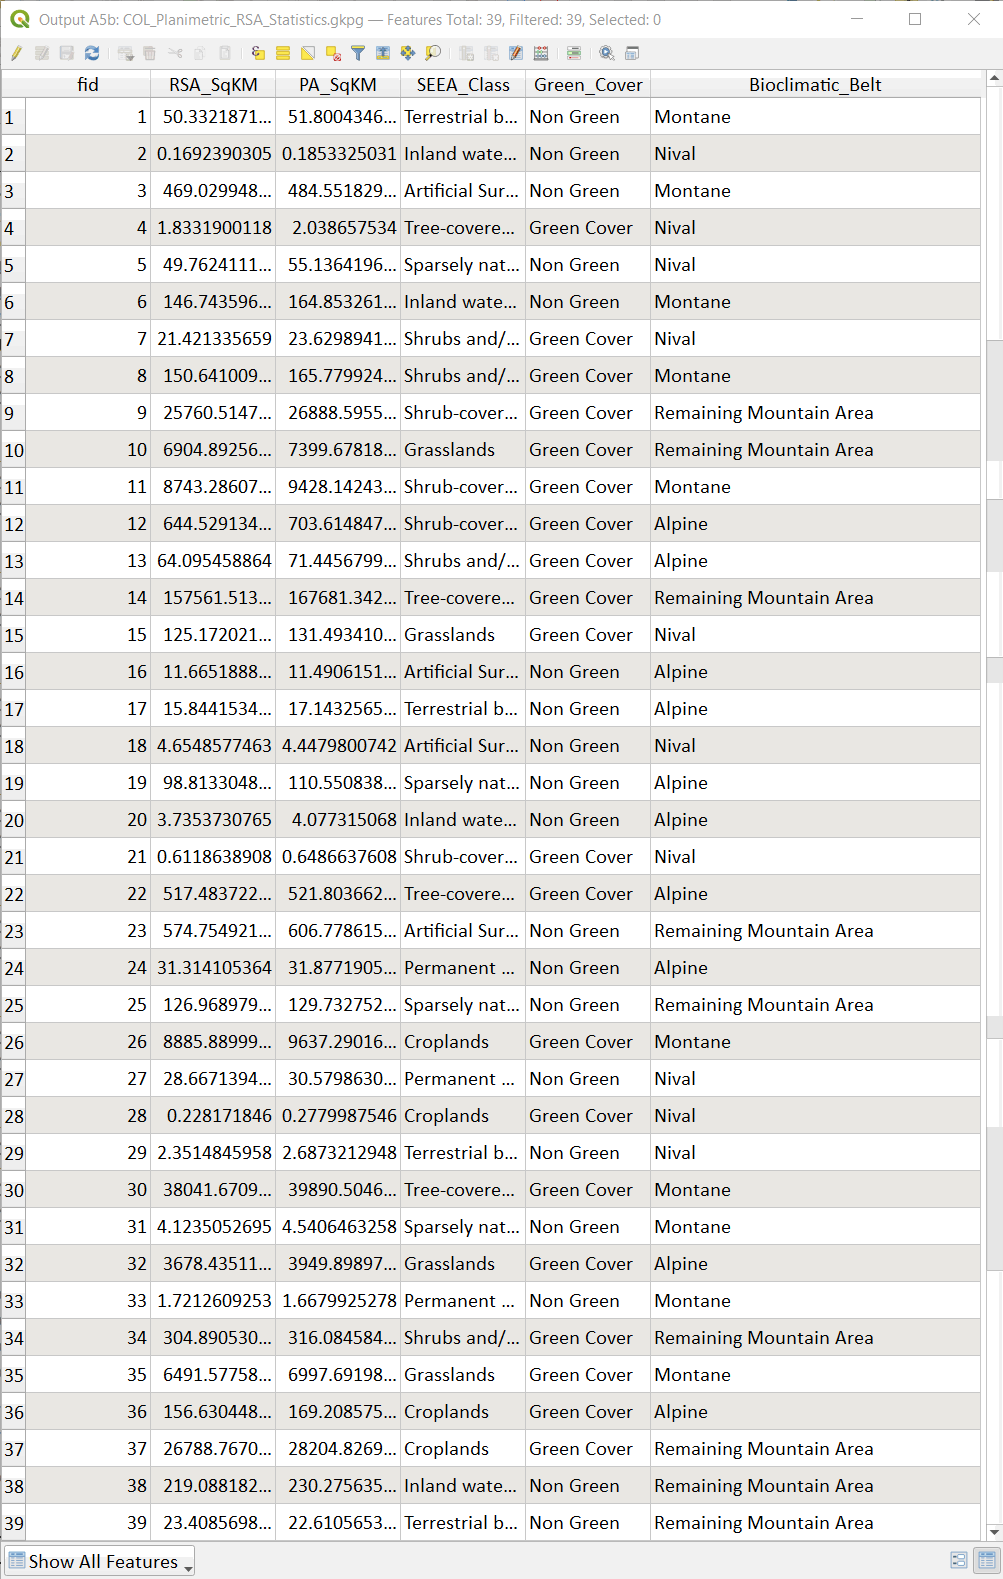 Output A5b: COL_Planimetric_RSA_Statistics.gkpg — Features Total: 39, Filtered: 39, Selected: 0
fid RSA_SqKM PA_SqKM SEEA_Class Green_Cover Bioclimatic_Belt
1 1 50.3321871... 51.8004346... Terrestrial b... Non Green Montane
2 2 0.1692390305 0.1853325031 Inland wate... Non Green Nival
3 3 469.029948... 484.551829... Artificial Sur... Non Green Montane
4 4 1.8331900118 2.038657534 Tree-covere... Green Cover Nival
5 5 49.7624111... 55.1364196... Sparsely nat... Non Green Nival
6 6 146.743596... 164.853261... Inland wate... Non Green Montane
7 7 21.421335659 23.6298941... Shrubs and/... Green Cover Nival
8 8 150.641009... 165.779924... Shrubs and/... Green Cover Montane
9 9 25760.5147... 26888.5955... Shrub-cover... Green Cover Remaining Mountain Area
10 10 6904.89256... 7399.67818... Grasslands Green Cover Remaining Mountain Area
11 11 8743.28607... 9428.14243... Shrub-cover... Green Cover Montane
12 12 644.529134... 703.614847... Shrub-cover... Green Cover Alpine
13 13 64.095458864 71.4456799... Shrubs and/... Green Cover Alpine
14 14 157561.513... 167681.342... Tree-covere... Green Cover Remaining Mountain Area
15 15 125.172021... 131.493410... Grasslands Green Cover Nival
16 16 11.6651888... 11.4906151... Artificial Sur... Non Green Alpine
17 17 15.8441534... 17.1432565... Terrestrial b... Non Green Alpine
18 18 4.6548577463 4.4479800742 Artificial Sur... Non Green Nival
19 19 98.8133048... 110.550838... Sparsely nat... Non Green Alpine
20 20 3.7353730765 4.077315068 Inland wate... Non Green Alpine
21 21 0.6118638908 0.6486637608 Shrub-cover... Green Cover Nival
22 22 517.483722... 521.803662... Tree-covere... Green Cover Alpine
23 23 574.754921... 606.778615... Artificial Sur... Non Green Remaining Mountain Area
24 24 31.314105364 31.8771905... Permanent ... Non Green Alpine
25 25 126.968979... 129.732752... Sparsely nat... Non Green Remaining Mountain Area
26 26 8885.88999... 9637.29016... Croplands Green Cover Montane
27 27 28.6671394... 30.5798630... Permanent ... Non Green Nival
28 28 0.228171846 0.2779987546 Croplands Green Cover Nival
29 29 2.3514845958 2.6873212948 Terrestrial b... Non Green Nival
30 30 38041.6709... 39890.5046... Tree-covere... Green Cover Montane
31 31 4.1235052695 4.5406463258 Sparsely nat... Non Green Montane
32 32 3678.43511... 3949.89897... Grasslands Green Cover Alpine
33 33 1.7212609253 1.6679925278 Permanent ... Non Green Montane
34 34 304.890530... 316.084584... Shrubs and/... Green Cover Remaining Mountain Area
35 35 6491.57758... 6997.69198... Grasslands Green Cover Montane
36 36 156.630448... 169.208575... Croplands Green Cover Alpine
37 37 26788.7670... 28204.8269... Croplands Green Cover Remaining Mountain Area
38 38 219.088182... 230.275635... Inland wate... Non Green Remaining Mountain Area
39 39 23.4085698... 22.6105653... Terrestrial b... Non Green Remaining Mountain Area
Show All Features